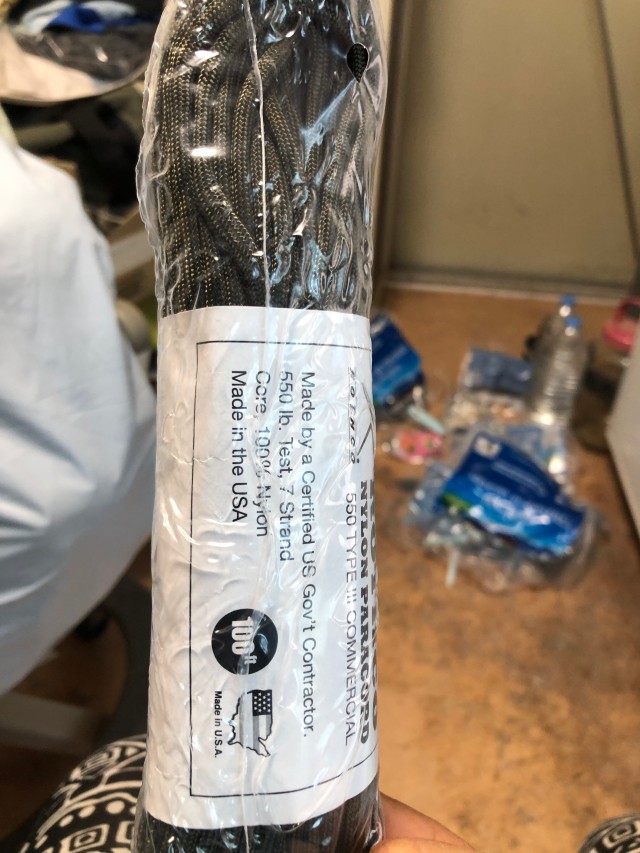 NYLON PARACORD
550 TYPE III COMMERCIAL
Made by a Certified US Gov't Contractor.
550 lb. Test, 7 Strand
Core, 100% Nylon
Made in the USA
100ft
Made in U.S.A.